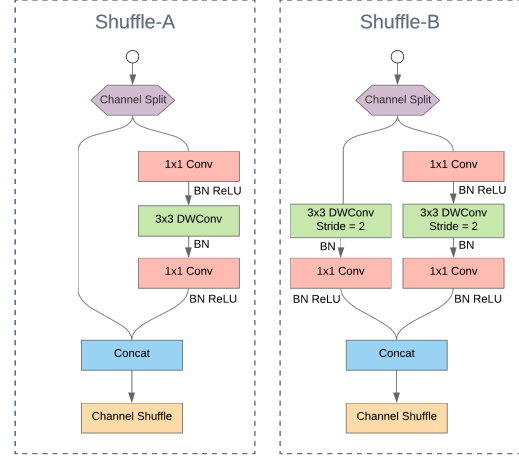 Shuffle-A
Channel Split
1x1 Conv
BN ReLU
3x3 DWConv
BN
1x1 Conv
BN ReLU
Concat
Channel Shuffle
Shuffle-B
Channel Split
1x1 Conv
BN ReLU
3x3 DWConv
Stride = 2
3x3 DWConv
Stride = 2
BN
BN
1x1 Conv
1x1 Conv
BN ReLU
BN ReLU
Concat
Channel Shuffle